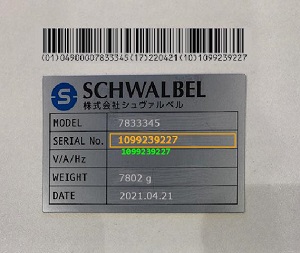 (01)04900007833345(17)220421(10)1099239227
S SCHWALBEL
株式会社シュヴァルベル
MODEL 7833345
SERIAL No. 1099239227
1099239227
V/A/Hz
WEIGHT 7802 g
DATE 2021.04.21